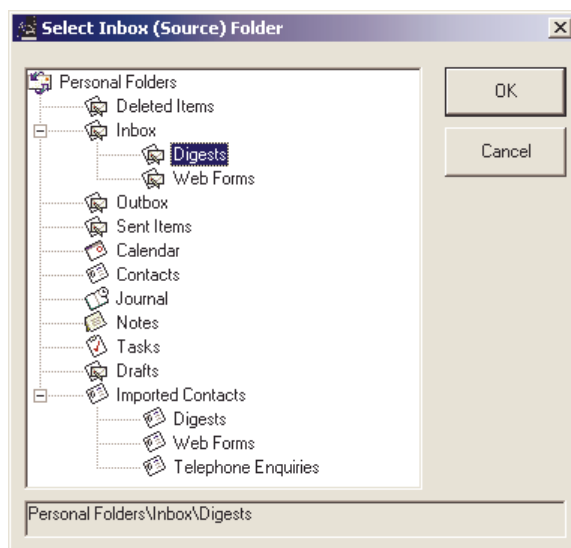 Select Inbox (Source) Folder
Personal Folders
Deleted Items
Inbox
Digests
Web Forms
Outbox
Sent Items
Calendar
Contacts
Journal
Notes
Tasks
Drafts
Imported Contacts
Digests
Web Forms
Telephone Enquiries
OK
Cancel
Personal Folders\Inbox\Digests